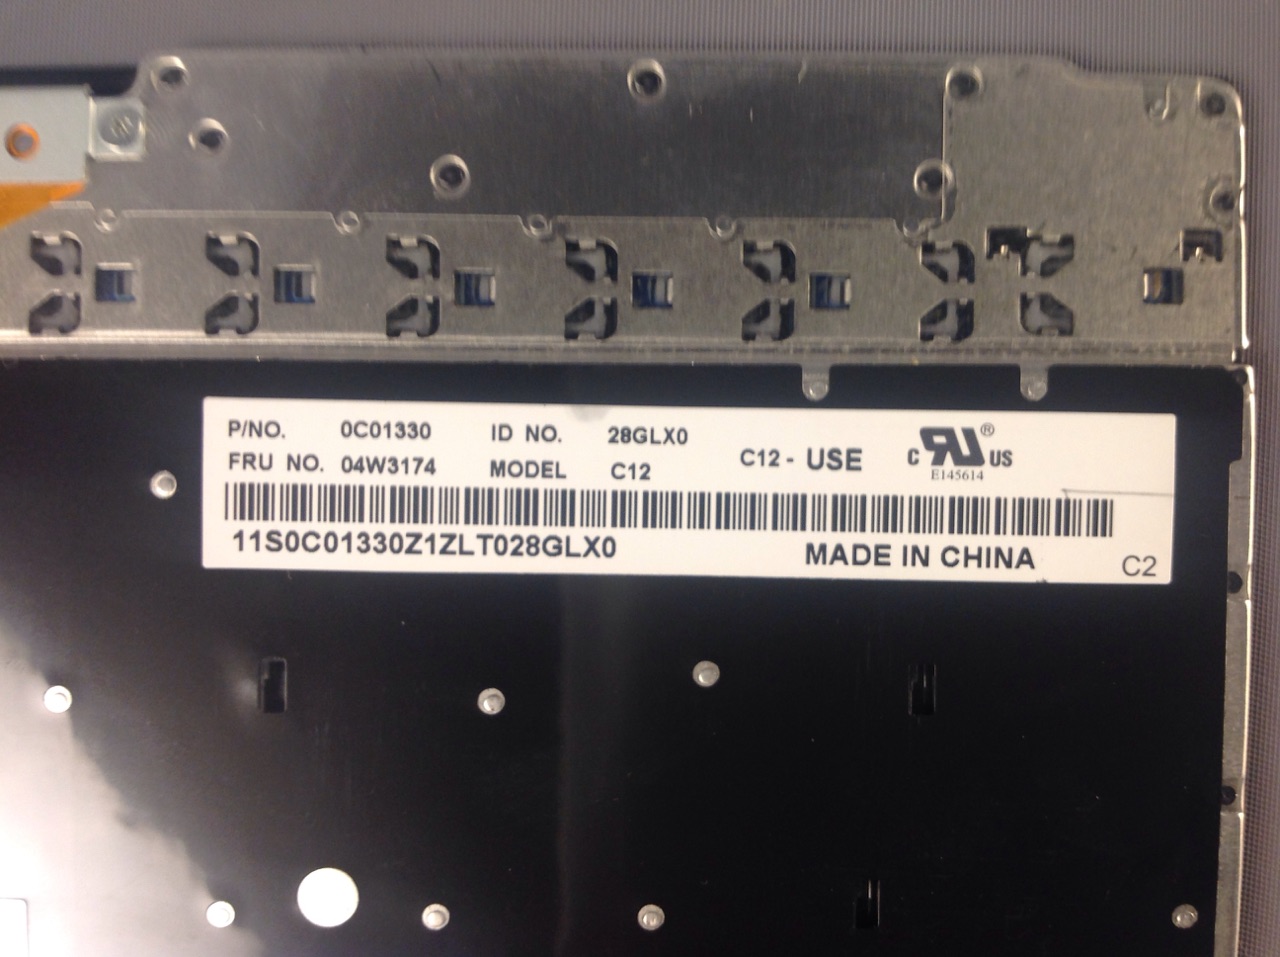 P/NO. 0C01330 ID NO. 28GLX0
FRU NO. 04W3174 MODEL C12 C12 - USE C RU ® US
E145614
11S0C01330Z1ZLT028GLX0 MADE IN CHINA C2